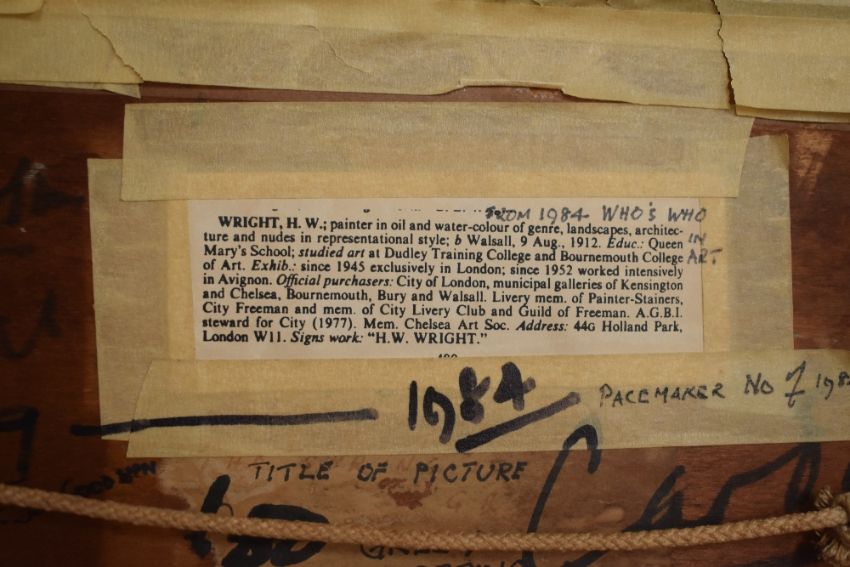 FROM 1984 WHO'S WHO
IN
ART
WRIGHT, H. W.; painter in oil and water-colour of genre, landscapes, architec-
ture and nudes in representational style; b Walsall, 9 Aug., 1912. Educ.: Queen
Mary's School; studied art at Dudley Training College and Bournemouth College
of Art. Exhib.: since 1945 exclusively in London; since 1952 worked intensively
in Avignon. Official purchasers: City of London, municipal galleries of Kensington
and Chelsea, Bournemouth, Bury and Walsall. Livery mem. of Painter-Stainers,
City Freeman and mem. of City Livery Club and Guild of Freeman. A.G.B.I.
steward for City (1977). Mem. Chelsea Art Soc. Address: 44G Holland Park,
London W11. Signs work: "H.W. WRIGHT."
1984
PACEMAKER NO 7
TITLE OF PICTURE